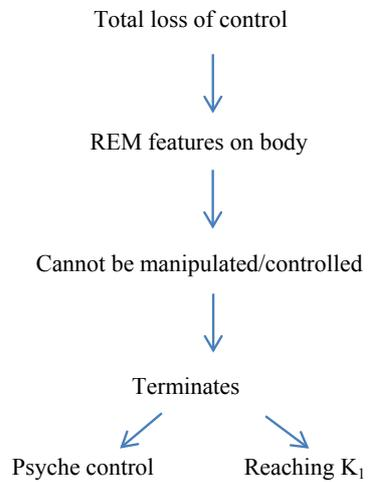 Total loss of control
REM features on body
Cannot be manipulated/controlled
Terminates
Psyche control
Reaching K₁